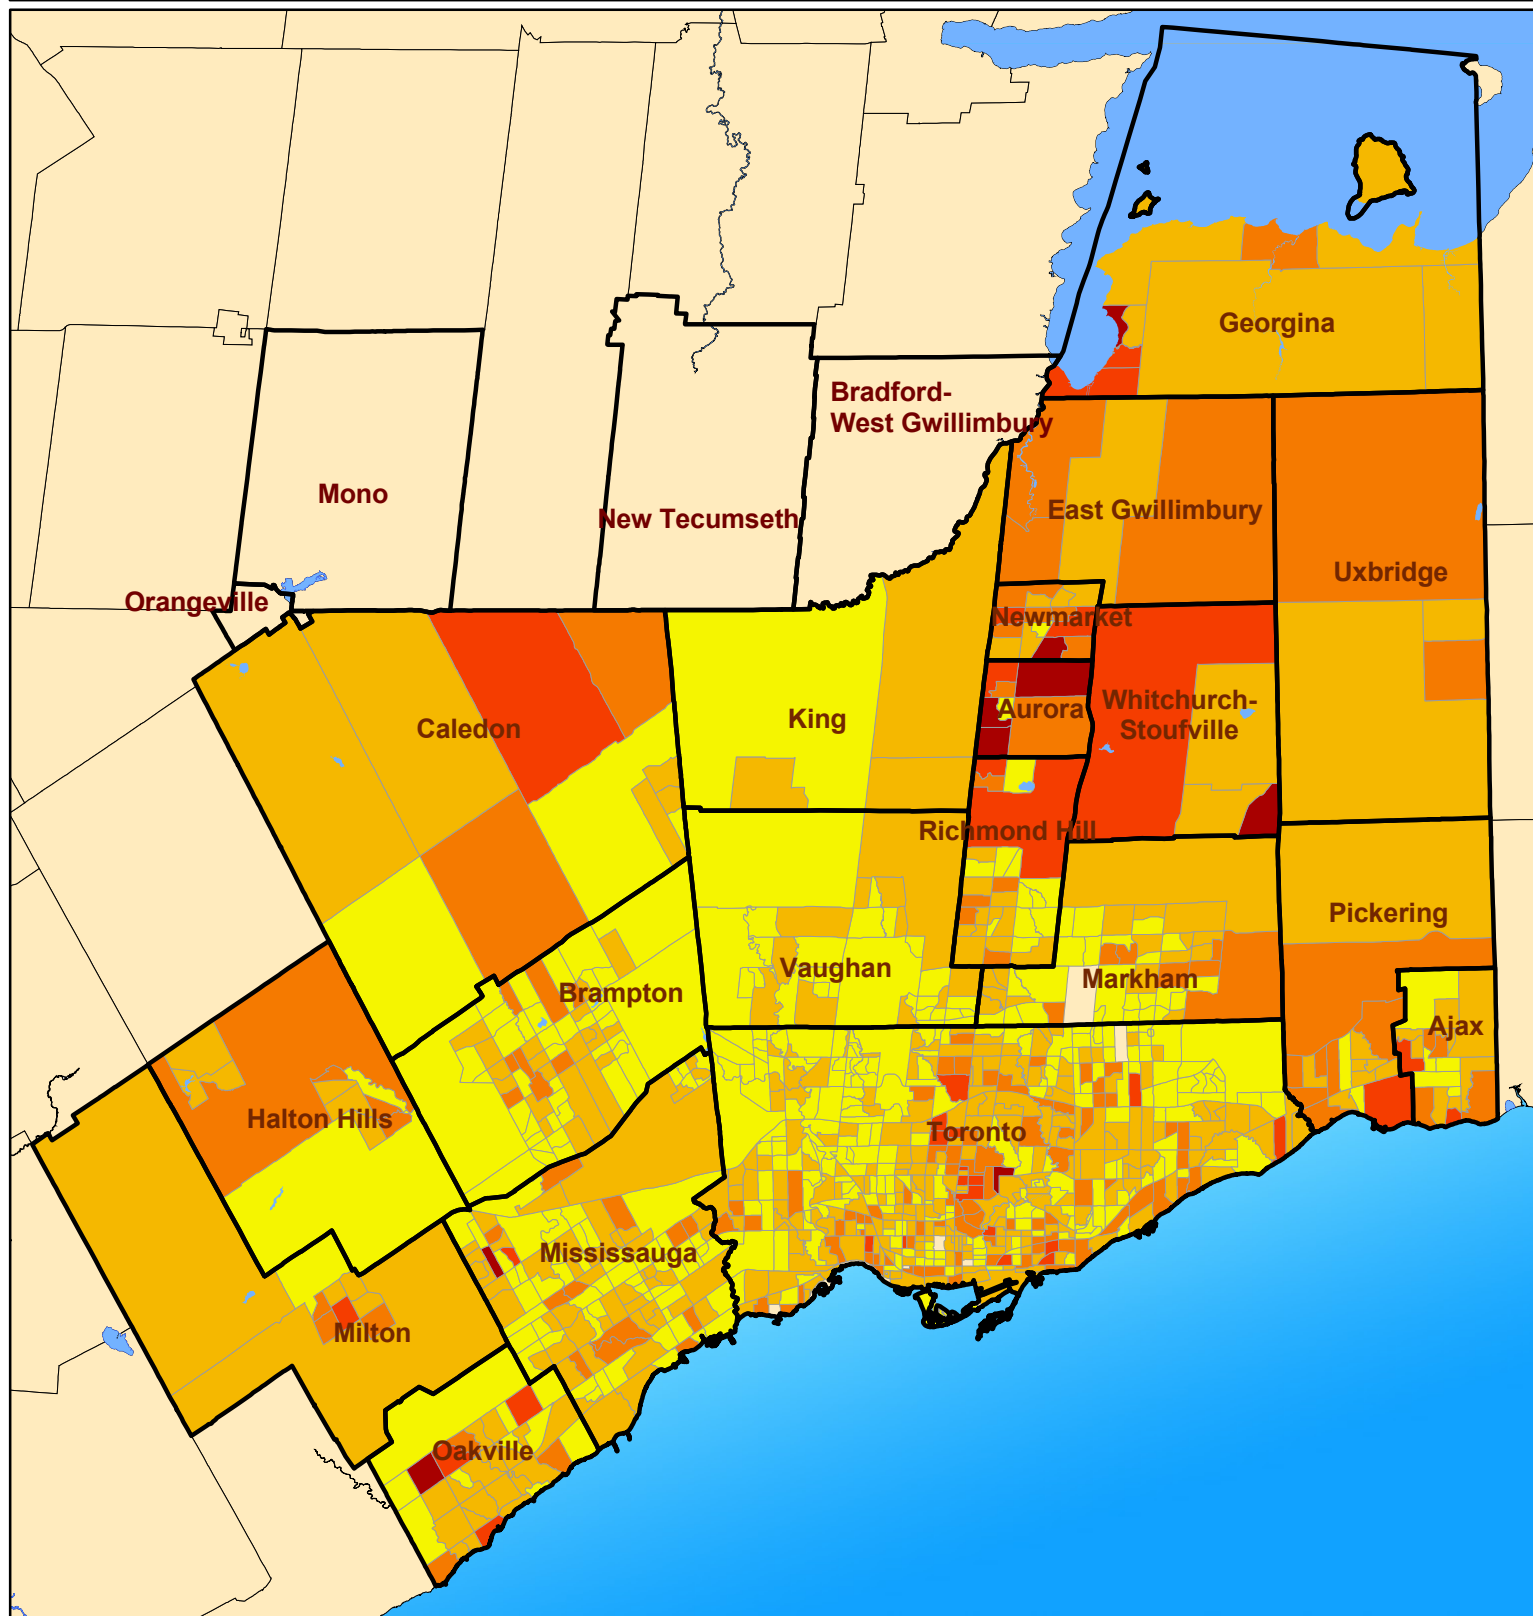 Georgina
Bradford-
West Gwillimbury
Mono
New Tecumseth
East Gwillimbury
Uxbridge
Orangeville
Newmarket
Caledon
King
Aurora
Whitchurch-
Stoufville
Richmond Hill
Pickering
Vaughan
Markham
Brampton
Ajax
Halton Hills
Toronto
Mississauga
Milton
Oakville